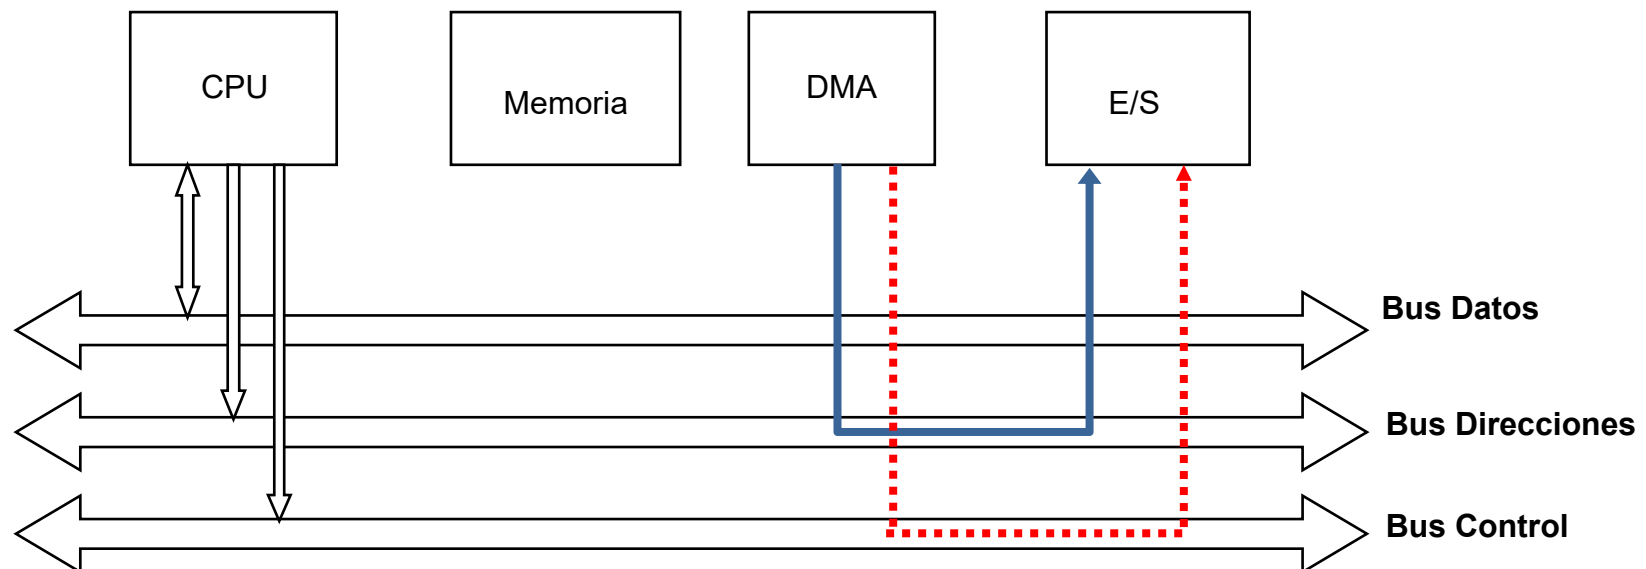 CPU
Memoria
DMA
E/S
Bus Datos
Bus Direcciones
Bus Control